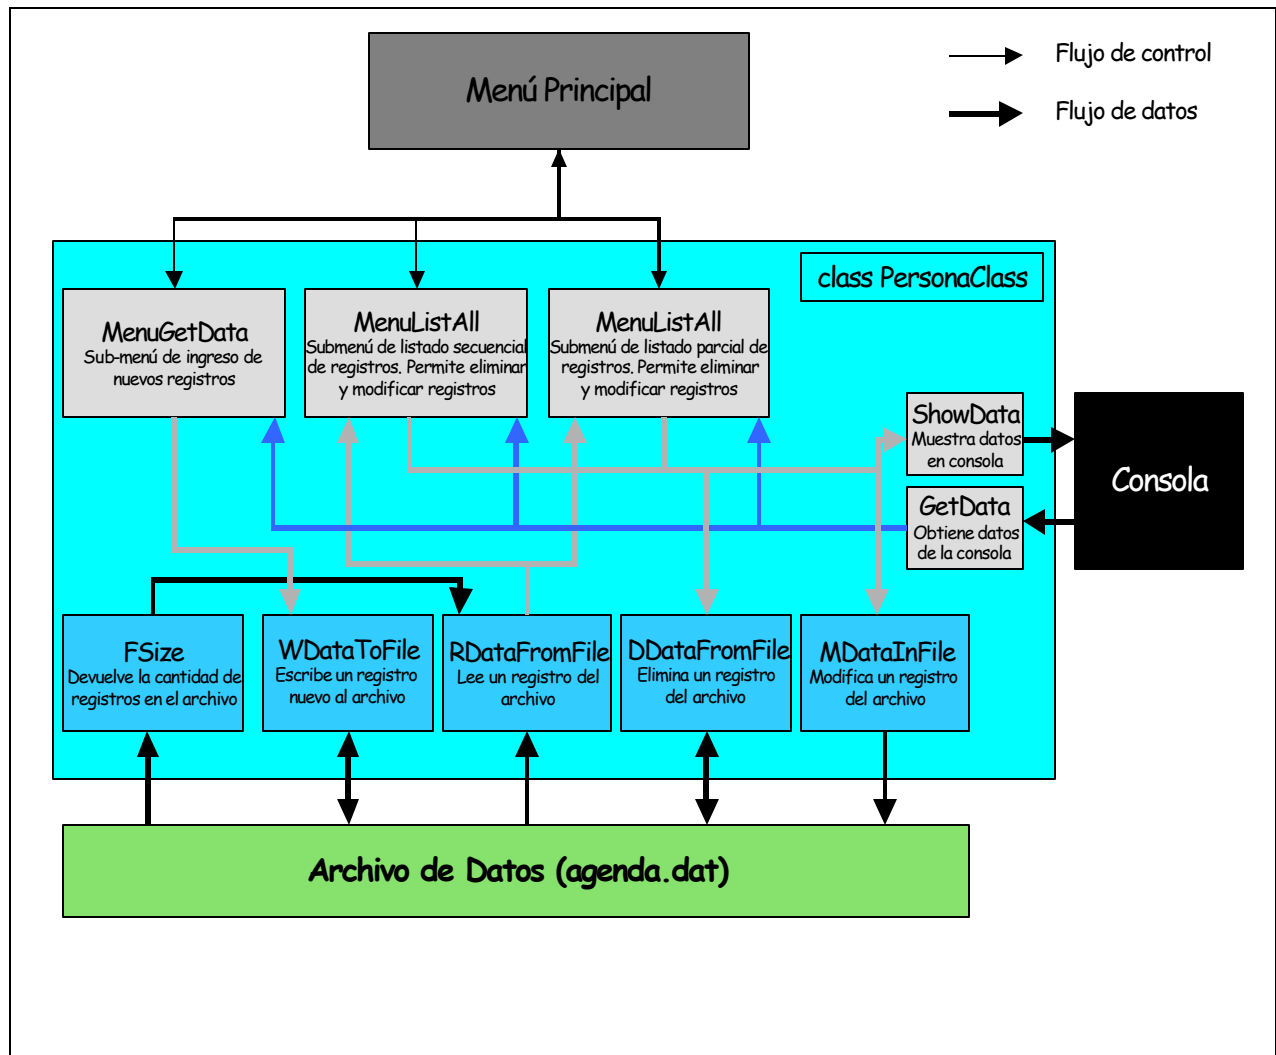 Menú Principal
Flujo de control
Flujo de datos
class PersonaClass
MenuGetData
Sub-menú de ingreso de
nuevos registros
MenuListAll
Submenú de listado secuencial
de registros. Permite eliminar
y modificar registros
MenuListAll
Submenú de listado parcial de
registros. Permite eliminar
y modificar registros
ShowData
Muestra datos
en consola
GetData
Obtiene datos
de la consola
Consola
FSize
Devuelve la cantidad de
registros en el archivo
WDataToFile
Escribe un registro
nuevo al archivo
RDataFromFile
Lee un registro del
archivo
DDataFromFile
Elimina un registro
del archivo
MDataInFile
Modifica un registro
del archivo
Archivo de Datos (agenda.dat)